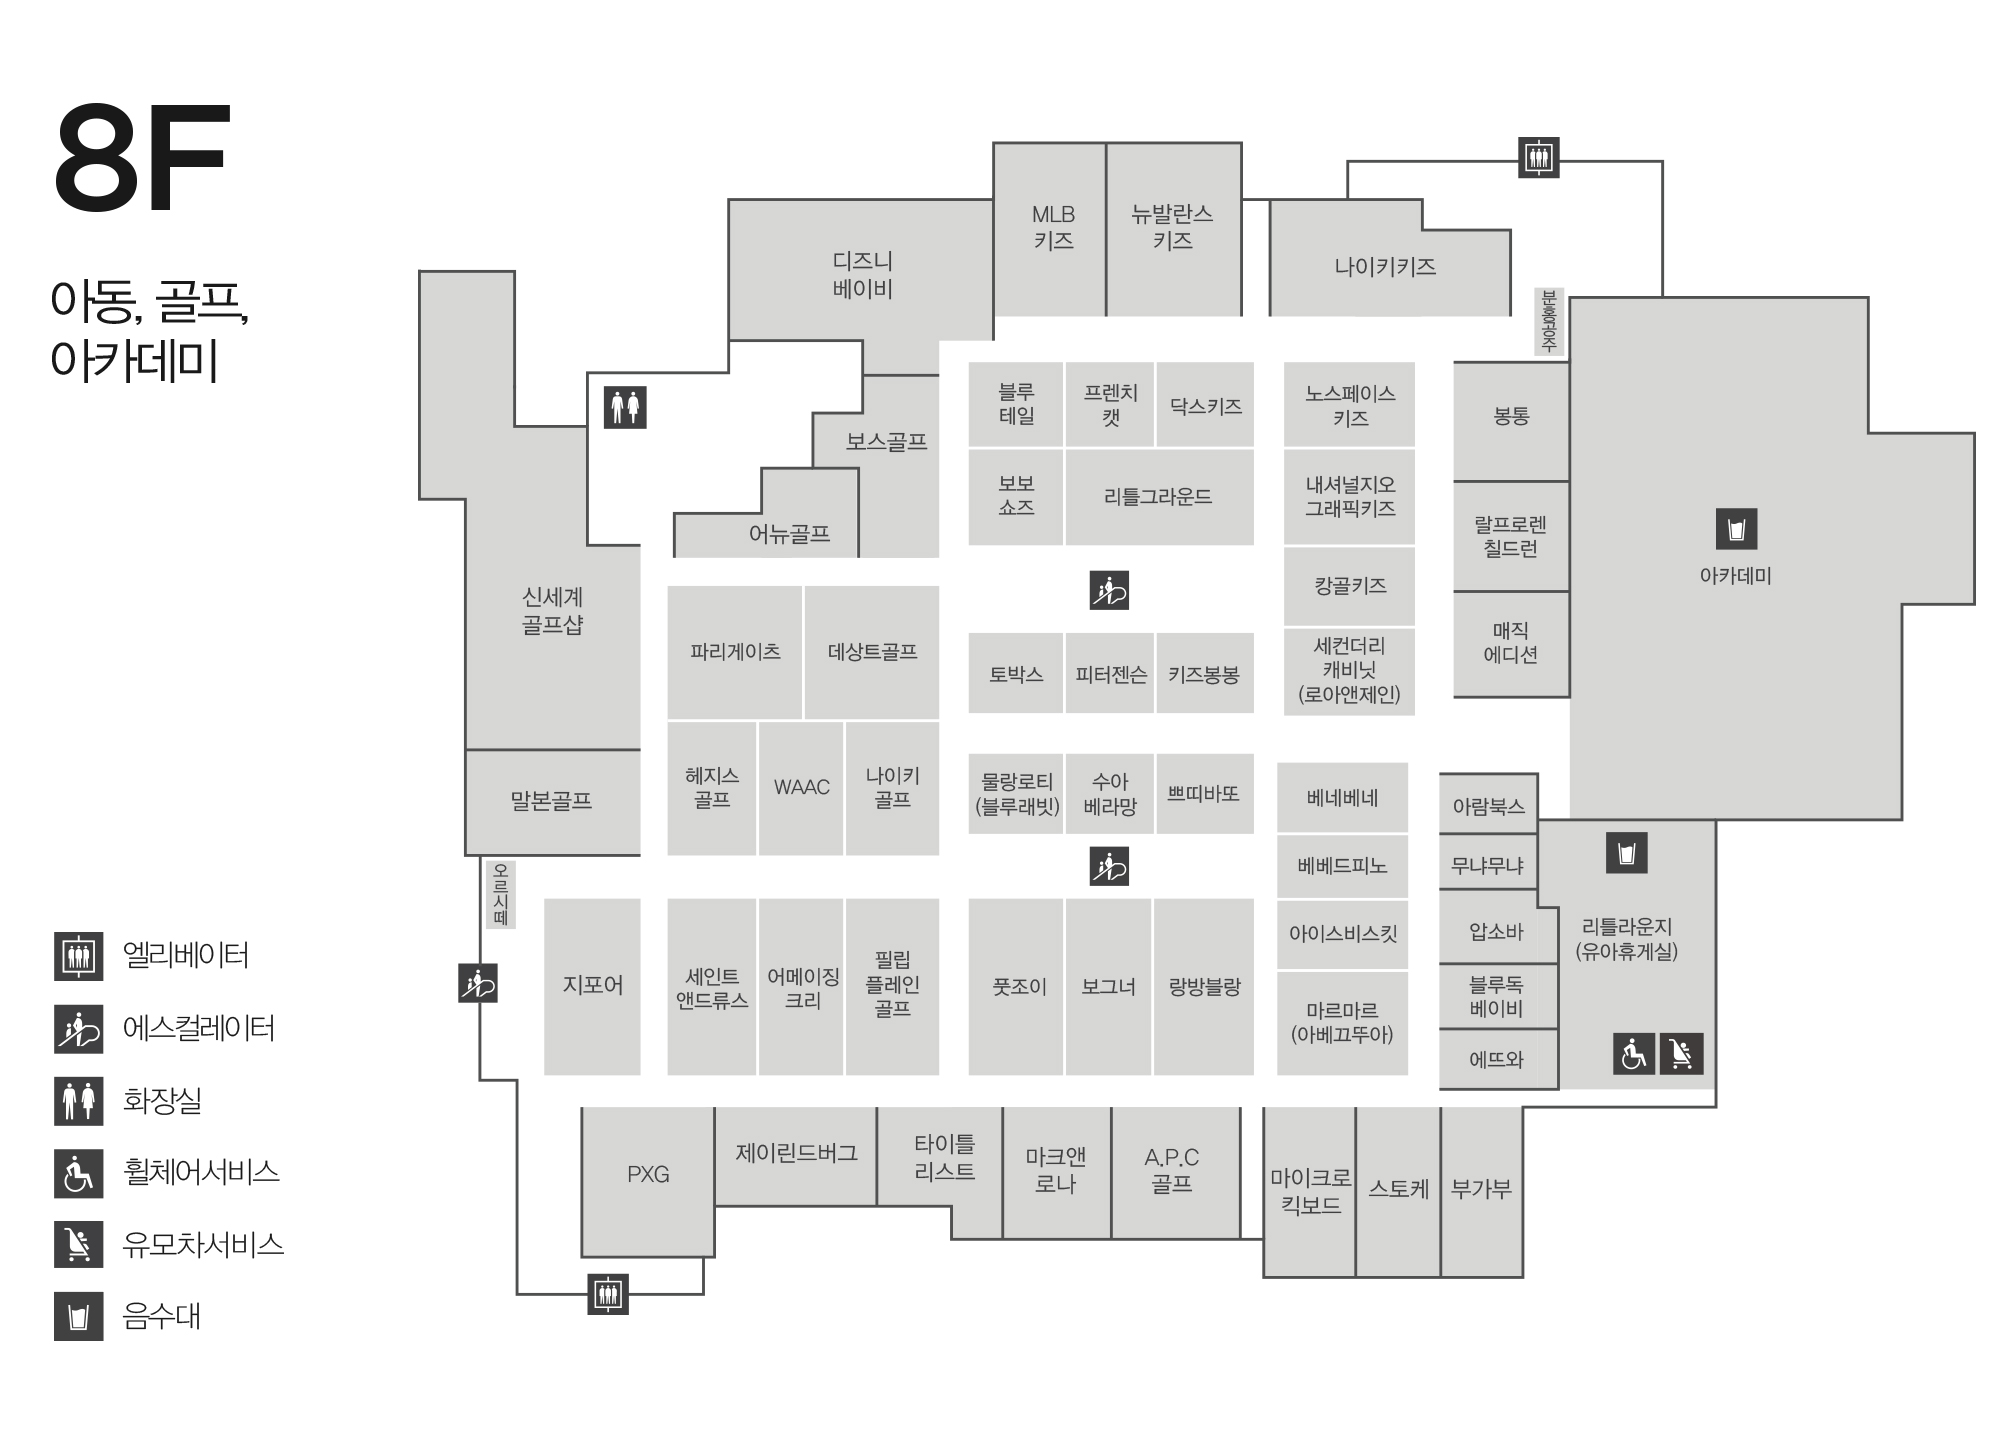 8F
아동, 골프,
아카데미
엘리베이터
에스컬레이터
화장실
휠체어서비스
유모차서비스
음수대
MLB
키즈
뉴발란스
키즈
디즈니
베이비
나이키키즈
분홍공주
블루
테일
프렌치
캣
닥스키즈
노스페이스
키즈
봉통
보스골프
보보
쇼즈
리틀그라운드
내셔널지오
그래픽키즈
랄프로렌
칠드런
어뉴골프
아카데미
신세계
골프샵
캉골키즈
매직
에디션
파리게이츠
데상트골프
토박스
피터젠슨
키즈봉봉
세컨더리
캐비닛
(로아앤제인)
말본골프
헤지스
골프
WAAC
나이키
골프
물랑로티
(블루래빗)
수아
베라망
쁘띠바또
베네베네
아람북스
베베드피노
무냐무냐
오르시떼
지포어
세인트
앤드류스
어메이징
크리
필립
플레인
골프
풋조이
보그너
랑방블랑
아이스비스킷
압소바
리틀라운지
(유아휴게실)
마르마르
(아베끄뚜아)
블루독
베이비
에뜨와
PXG
제이린드버그
타이틀
리스트
마크앤
로나
A.P.C
골프
마이크로
킥보드
스토케
부가부